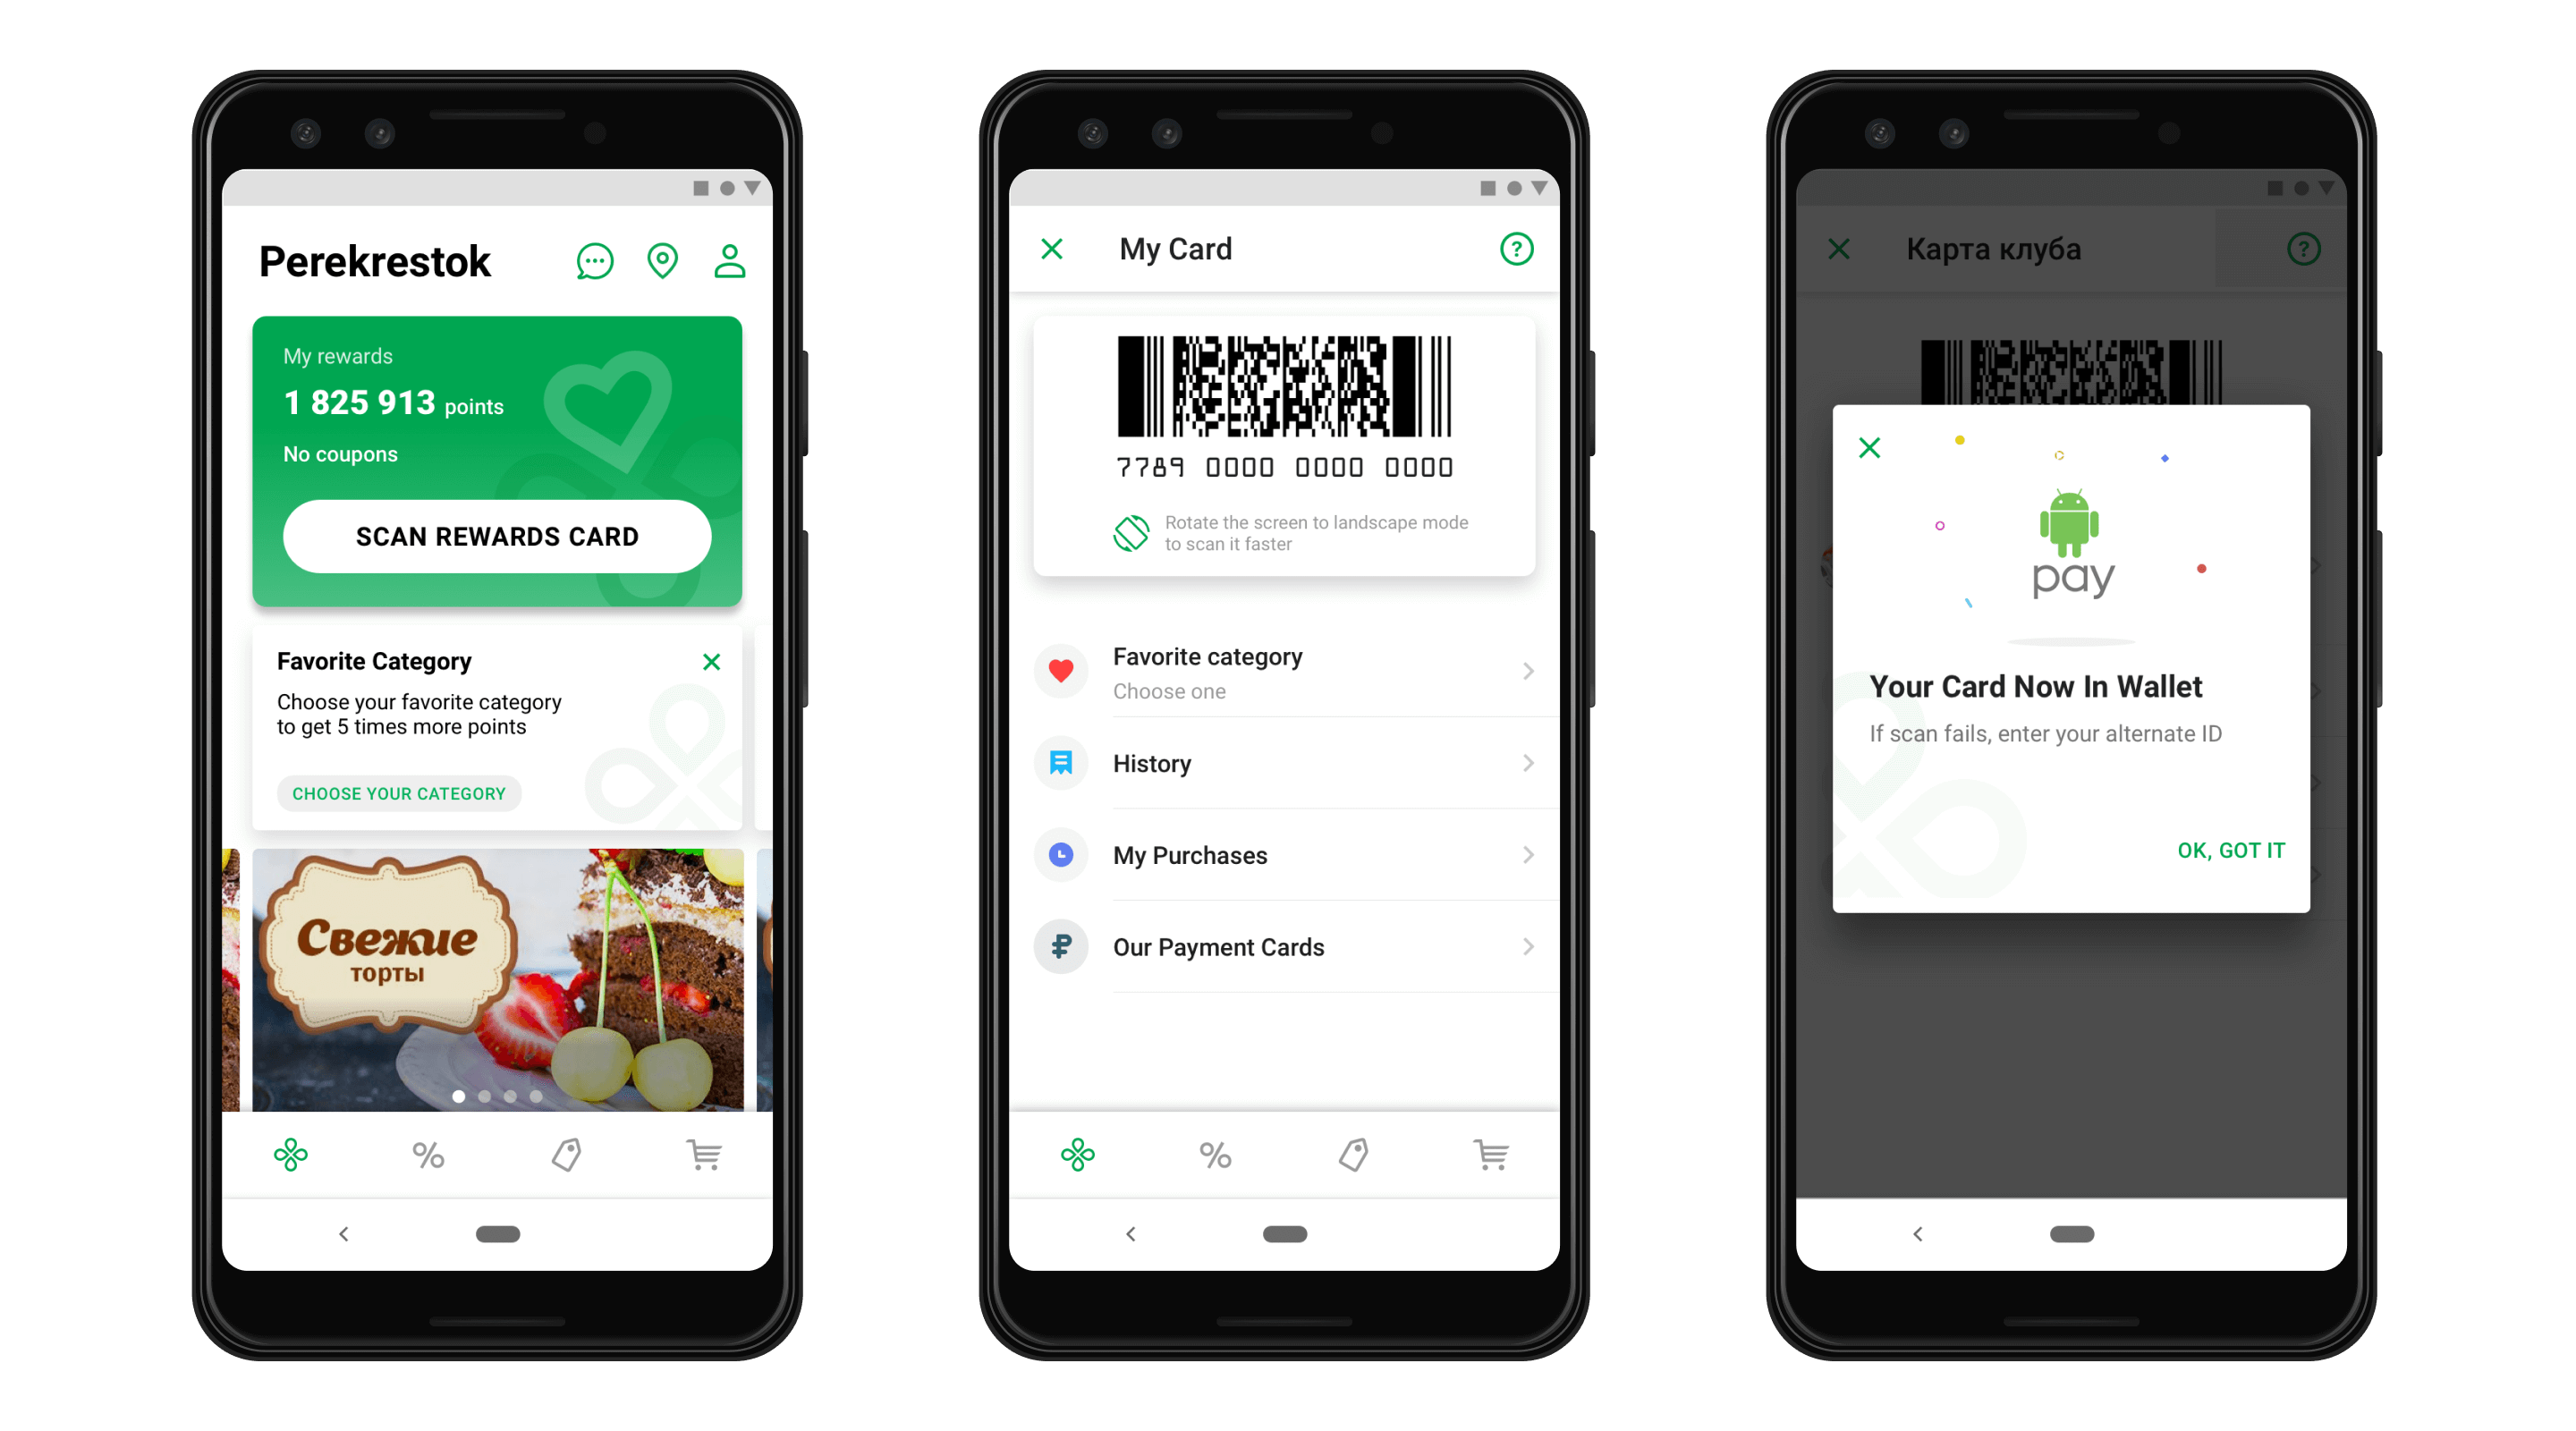 Perekrestok
My rewards
1 825 913 points
No coupons
SCAN REWARDS CARD
Favorite Category
Choose your favorite category
to get 5 times more points
CHOOSE YOUR CATEGORY
Свежие
торты
My Card
7789 0000 0000 0000
Rotate the screen to landscape mode
to scan it faster
Favorite category
Choose one
History
My Purchases
Our Payment Cards
Карта клуба
pay
Your Card Now In Wallet
If scan fails, enter your alternate ID
OK, GOT IT